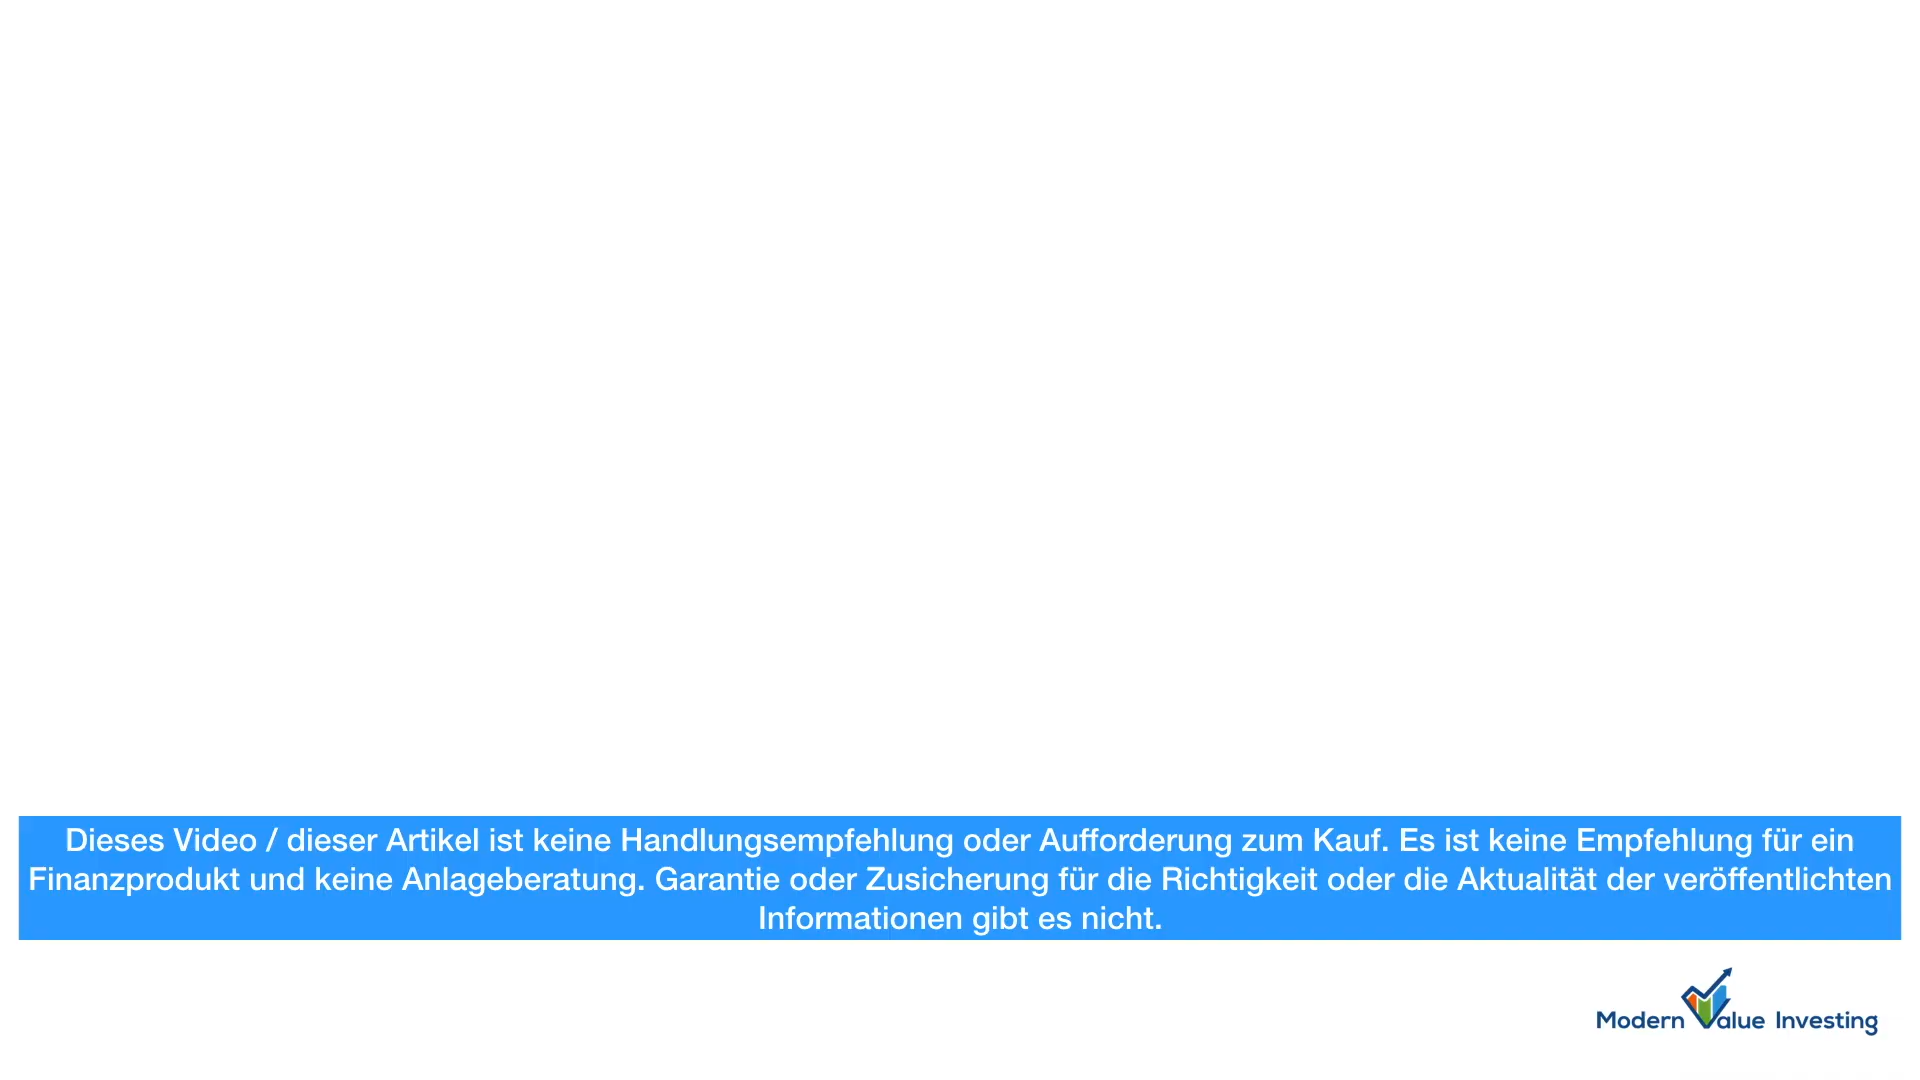 Dieses Video / dieser Artikel ist keine Handlungsempfehlung oder Aufforderung zum Kauf. Es ist keine Empfehlung für ein
Finanzprodukt und keine Anlageberatung. Garantie oder Zusicherung für die Richtigkeit oder die Aktualität der veröffentlichten
Informationen gibt es nicht.
Modern Value Investing